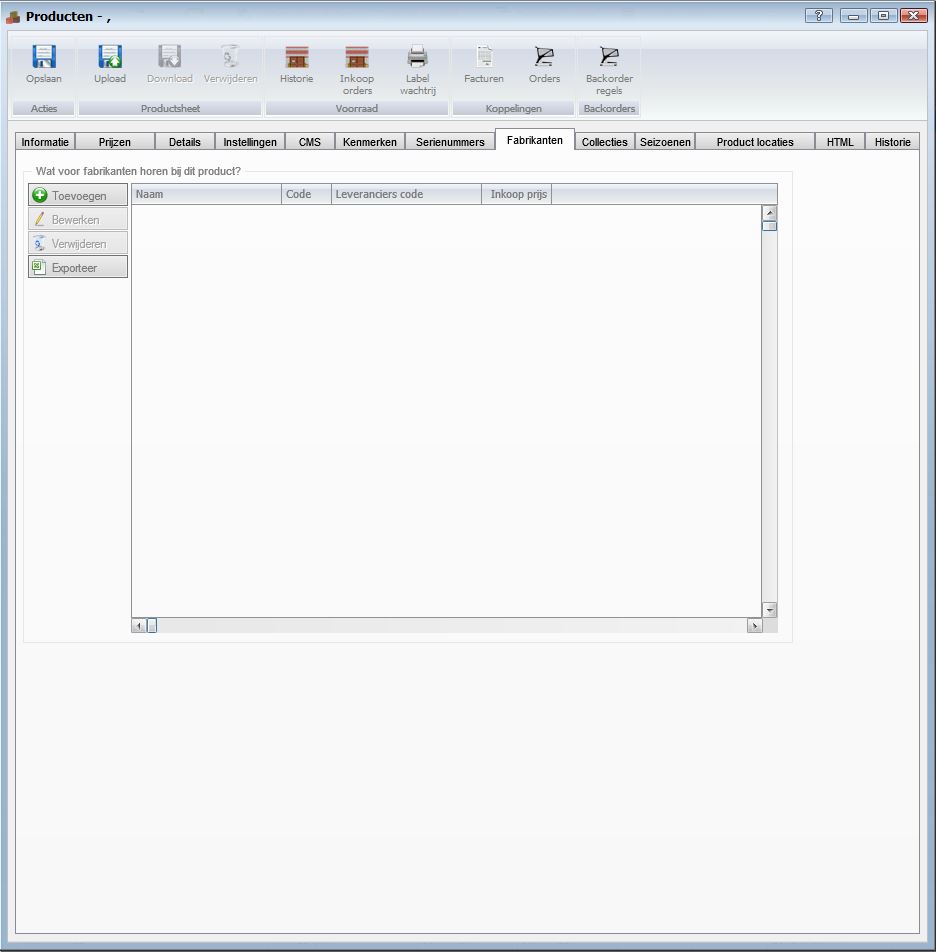 Producten - ,
Opslaan
Upload
Download
Verwijderen
Historie
Inkoop
orders
Label
wachtrij
Facturen
Orders
Backorder
regels
Acties
Productsheet
Voorraad
Koppelingen
Backorders
Informatie
Prijzen
Details
Instellingen
CMS
Kenmerken
Serienummers
Fabrikanten
Collecties
Seizoenen
Product locaties
HTML
Historie
Wat voor fabrikanten horen bij dit product?
Toevoegen
Bewerken
Verwijderen
Exporteer
Naam
Code
Leveranciers code
Inkoop prijs